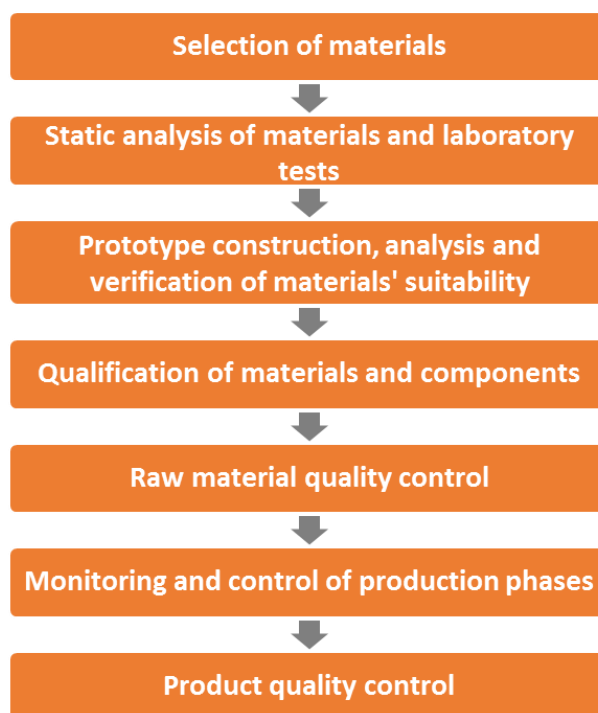 Selection of materials
Static analysis of materials and laboratory
tests
Prototype construction, analysis and
verification of materials' suitability
Qualification of materials and components
Raw material quality control
Monitoring and control of production phases
Product quality control